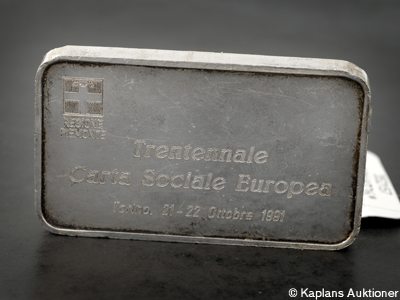 REGIONE
PIEMONTE
Trentennale
Carta Sociale Europea
Torino, 21-22 Ottobre 1991
© Kaplans Auktioner